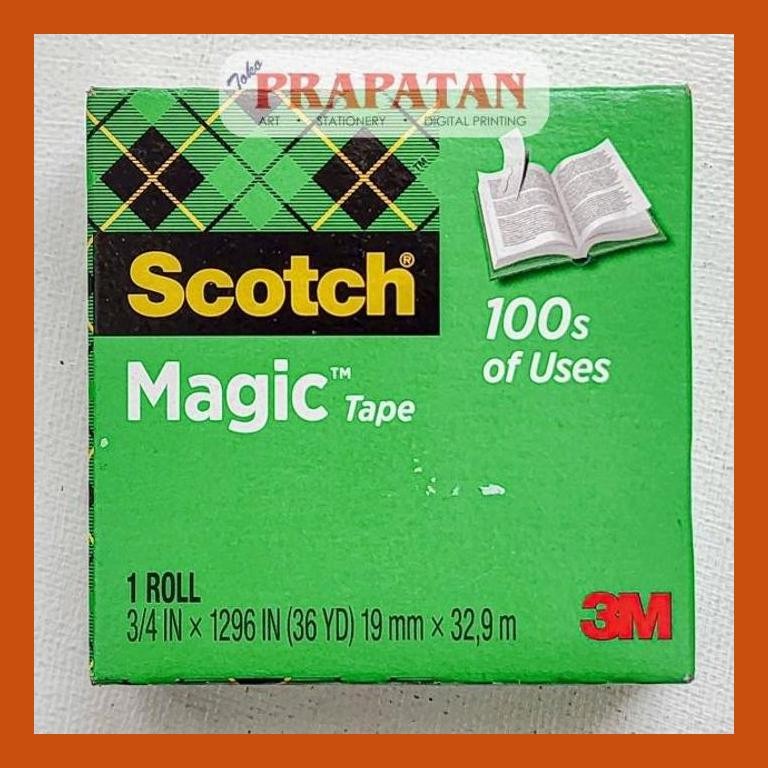 Toko
PRAPATAN
ART • STATIONERY • DIGITAL PRINTING
™
Scotch®
100s
of Uses
Magic™ Tape
1 ROLL
3/4 IN × 1296 IN (36 YD) 19 mm × 32,9 m
3M